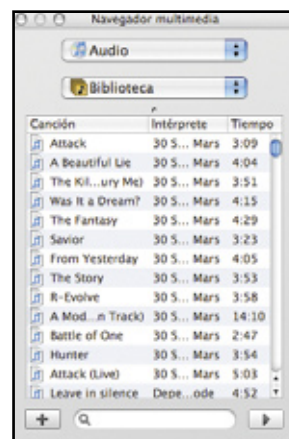 Navegador multimedia
Audio
Biblioteca
Canción Intérprete Tiempo
Attack 30 S... Mars 3:09
A Beautiful Lie 30 S... Mars 4:04
The Kil...ury Me) 30 S... Mars 3:51
Was It a Dream? 30 S... Mars 4:15
The Fantasy 30 S... Mars 4:29
Savior 30 S... Mars 3:23
From Yesterday 30 S... Mars 4:05
The Story 30 S... Mars 3:53
R-Evolve 30 S... Mars 3:58
A Mod...n Track) 30 S... Mars 14:10
Battle of One 30 S... Mars 2:47
Hunter 30 S... Mars 3:54
Attack (Live) 30 S... Mars 5:03
Leave in silence Depe...ode 4:52